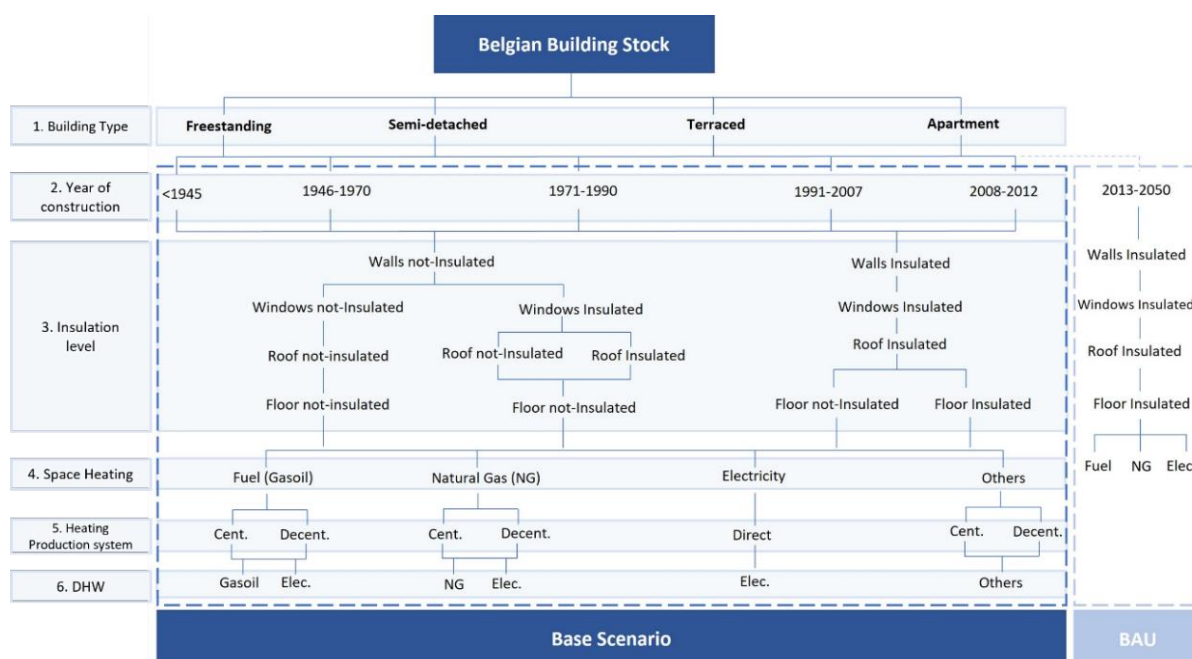 Belgian Building Stock
1. Building Type
Freestanding
Semi-detached
Terraced
Apartment
2. Year of
construction
<1945
1946-1970
1971-1990
1991-2007
2008-2012
2013-2050
3. Insulation
level
Walls not-Insulated
Walls Insulated
Walls Insulated
Windows not-Insulated
Windows Insulated
Windows Insulated
Windows Insulated
Roof not-insulated
Roof not-Insulated
Roof Insulated
Roof Insulated
Roof Insulated
Floor not-insulated
Floor not-Insulated
Floor not-Insulated
Floor Insulated
Floor Insulated
4. Space Heating
Fuel (Gasoil)
Natural Gas (NG)
Electricity
Others
Fuel
NG
Elec
5. Heating
Production system
Cent.
Decent.
Cent.
Decent.
Direct
Cent.
Decent.
6. DHW
Gasoil
Elec.
NG
Elec.
Elec.
Others
Base Scenario
BAU